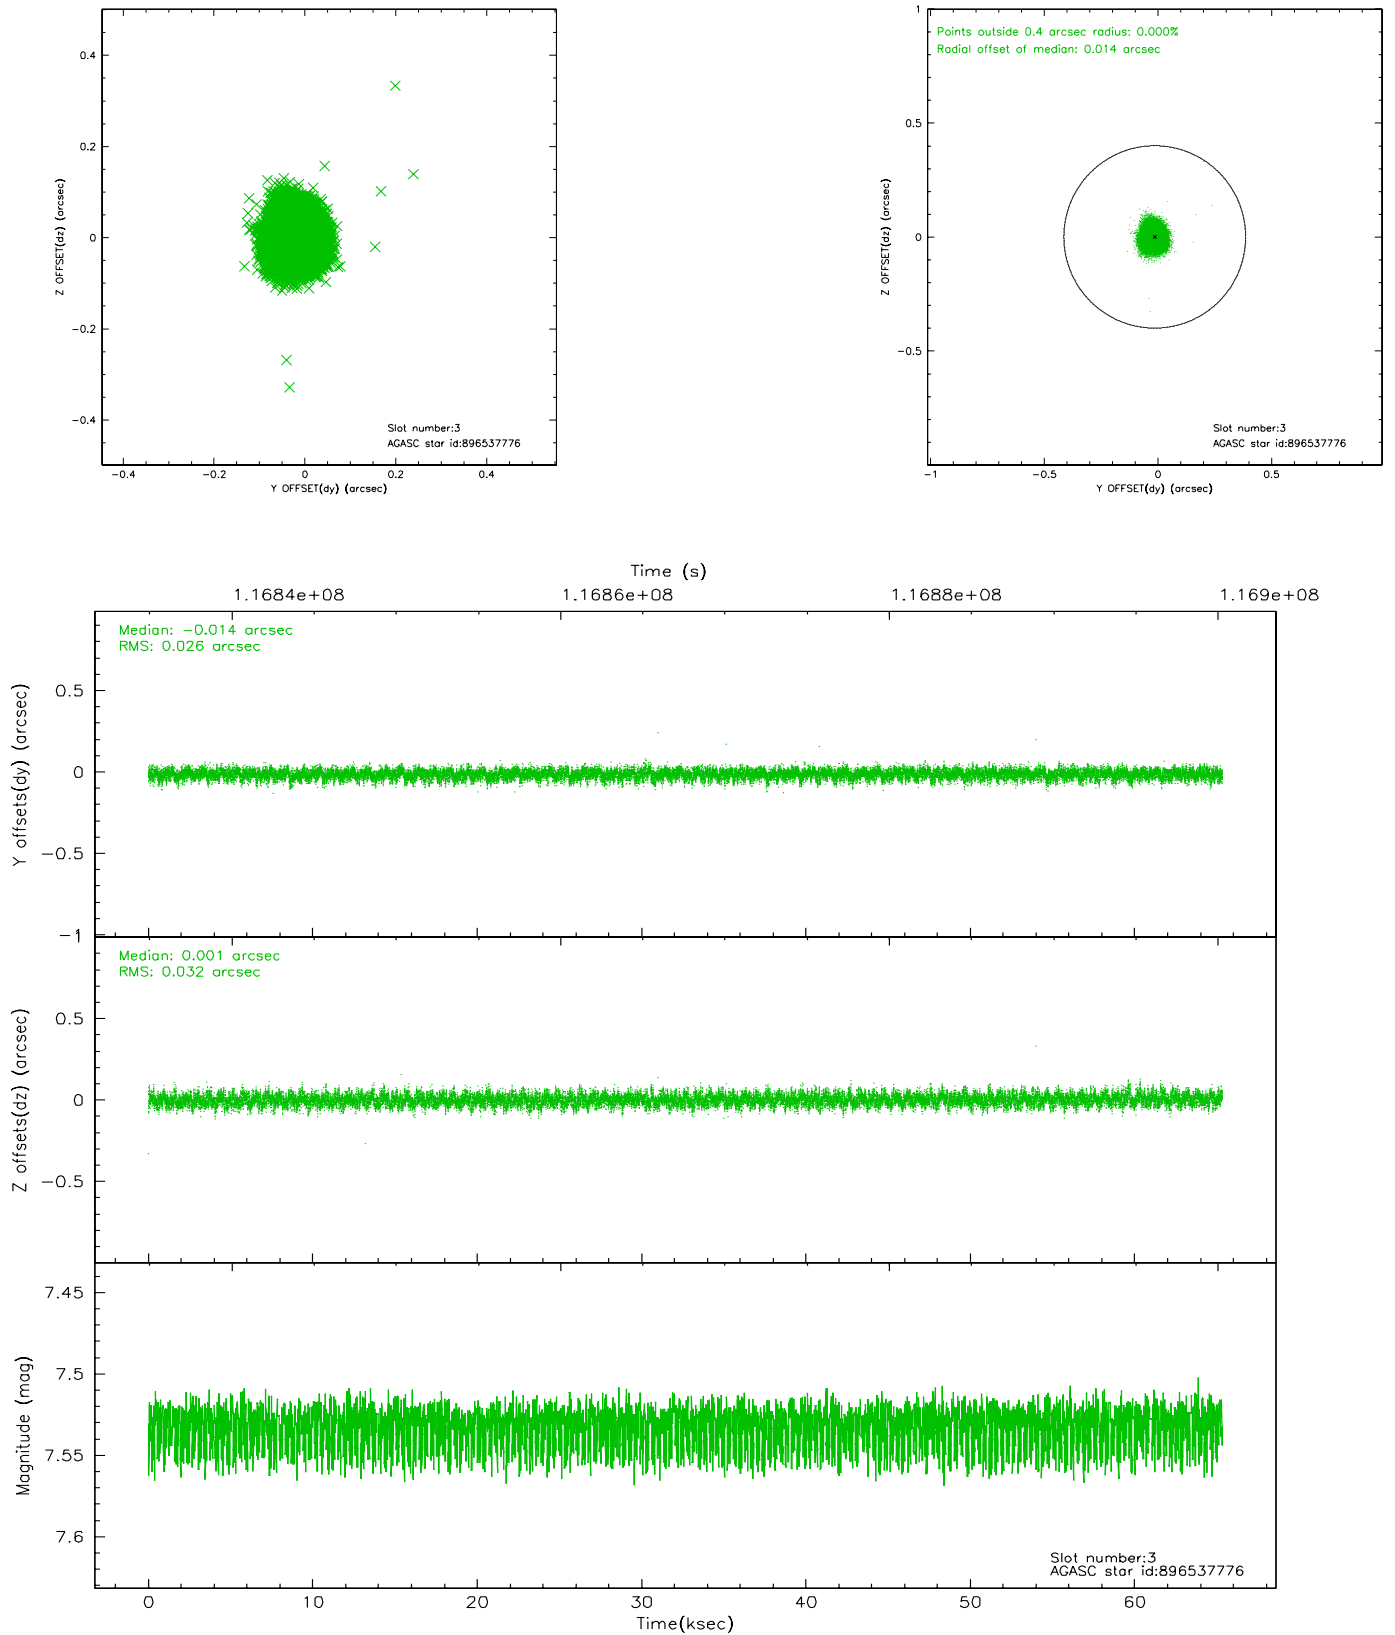 0.4
0.2
0
-0.2
-0.4
Z OFFSET(dz) (arcsec)
Slot number:3
AGASC star id:896537776
-0.4 -0.2 0 0.2 0.4
Y OFFSET(dy) (arcsec)
1
0.5
0
-0.5
Z OFFSET(dz) (arcsec)
Points outside 0.4 arcsec radius: 0.000%
Radial offset of median: 0.014 arcsec
Slot number:3
AGASC star id:896537776
-1 -0.5 0 0.5
Y OFFSET(dy) (arcsec)
Time (s)
1.1684e+08 1.1686e+08 1.1688e+08 1.169e+08
Median: -0.014 arcsec
RMS: 0.026 arcsec
0.5
0
-0.5
-1
Y offsets(dy) (arcsec)
Median: 0.001 arcsec
RMS: 0.032 arcsec
0.5
0
-0.5
Z offsets(dz) (arcsec)
7.45
7.5
7.55
7.6
Magnitude (mag)
Slot number:3
AGASC star id:896537776
0 10 20 30 40 50 60
Time(ksec)